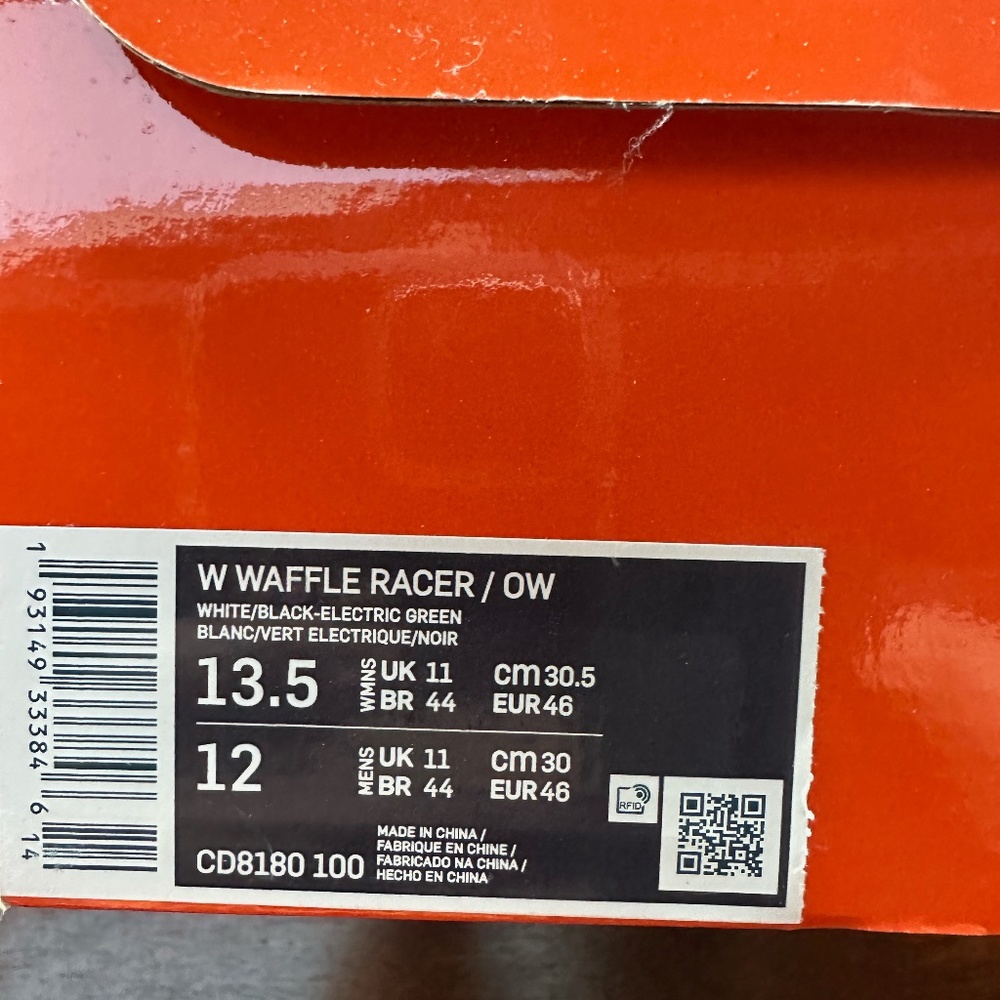 W WAFFLE RACER / OW
WHITE/BLACK-ELECTRIC GREEN
BLANC/VERT ELECTRIQUE/NOIR
13.5 WMNS UK 11 cm 30.5
BR 44 EUR 46
12 MENS UK 11 cm 30
BR 44 EUR 46
RFID
CD8180 100
MADE IN CHINA /
FABRIQUE EN CHINE /
FABRICADO NA CHINA /
HECHO EN CHINA
1 93149 33384 6 14